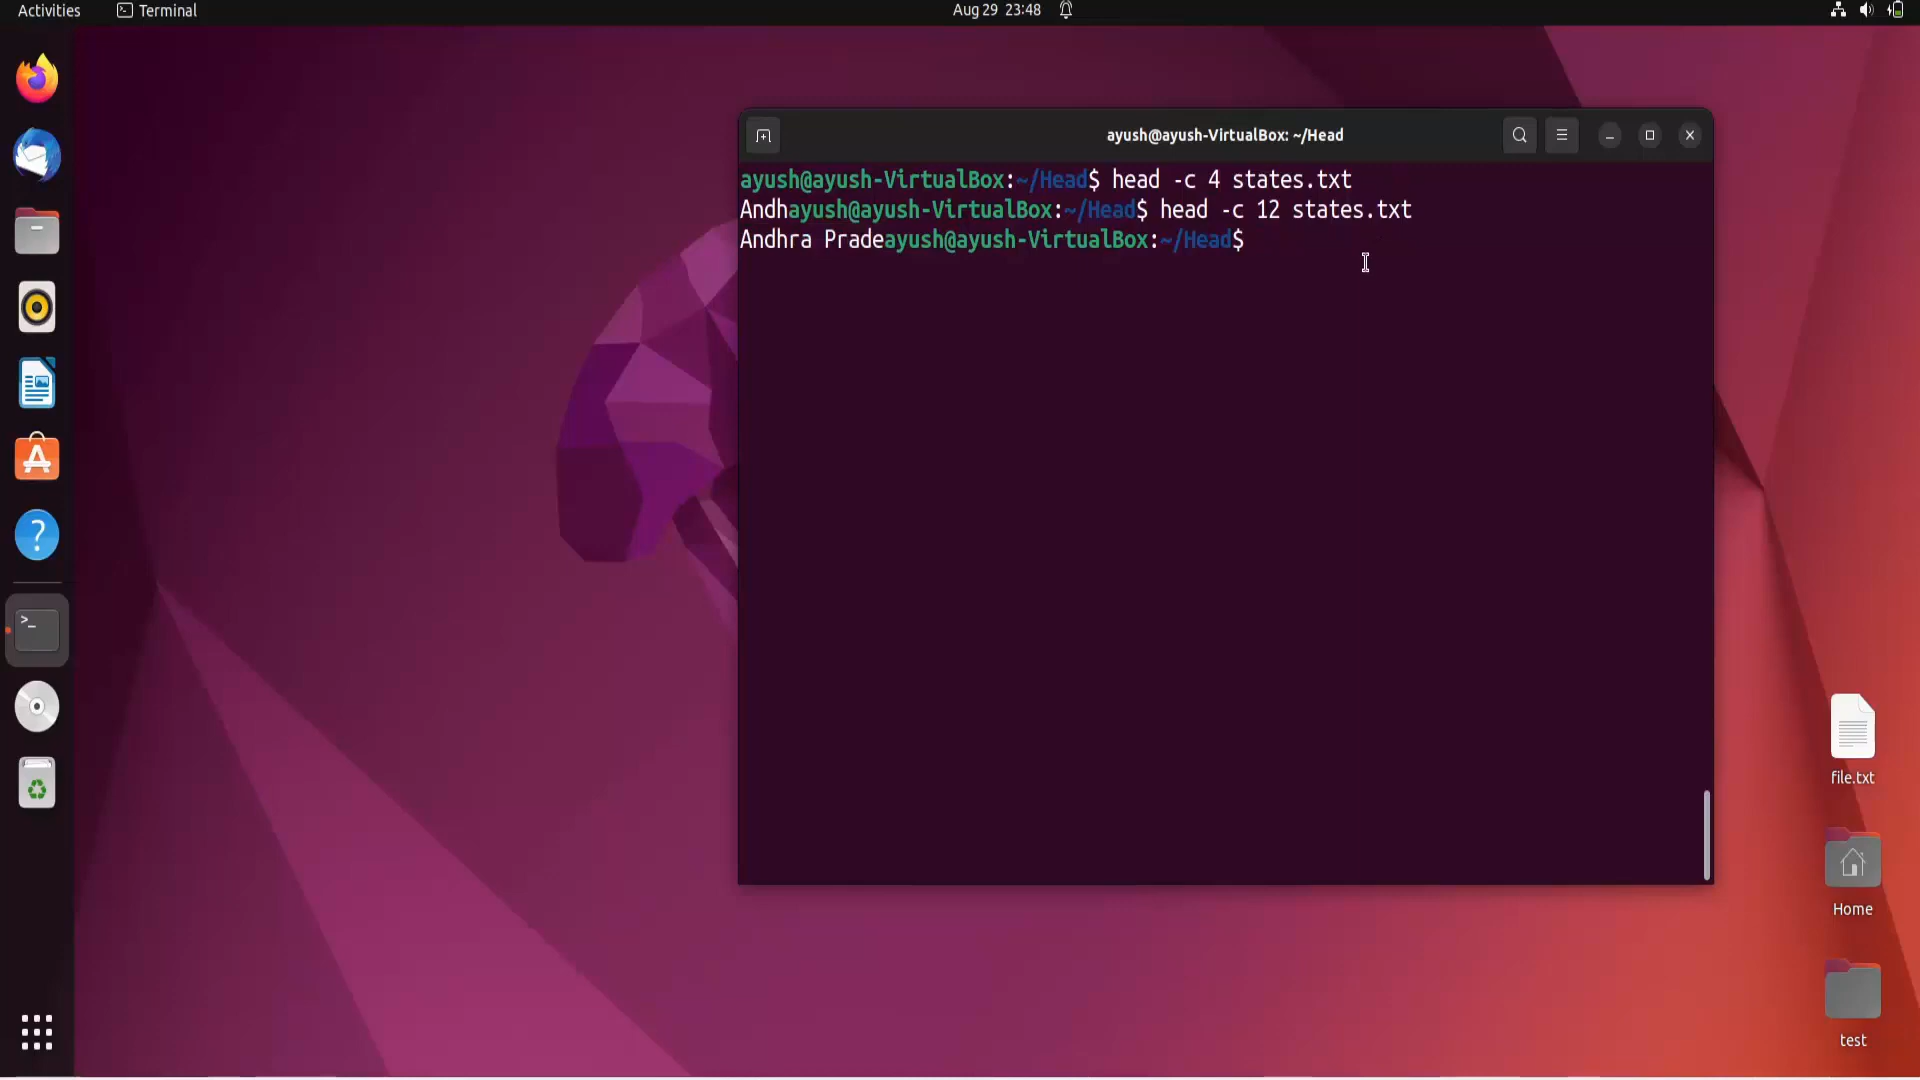 Activities
Terminal
Aug 29 23:48
ayush@ayush-VirtualBox: ~/Head
ayush@ayush-VirtualBox:~/Head$ head -c 4 states.txt
Andhayush@ayush-VirtualBox:~/Head$ head -c 12 states.txt
Andhra Pradeayush@ayush-VirtualBox:~/Head$
file.txt
Home
test